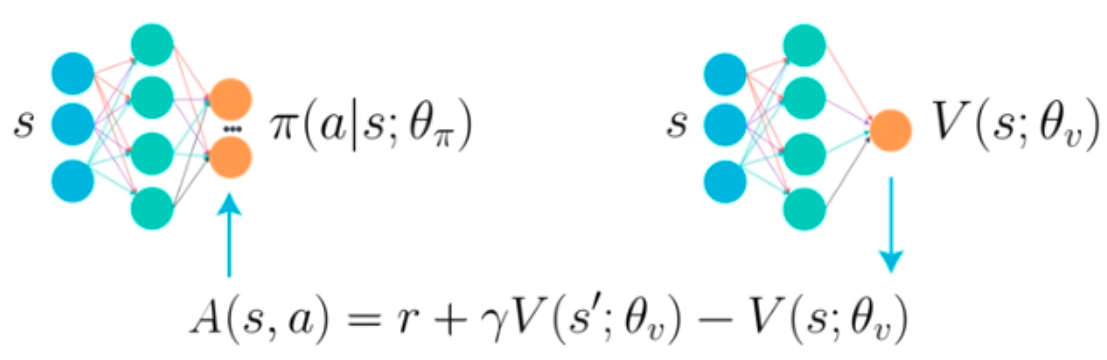 s π(a|s; θ_π) s V(s; θ_v)
A(s, a) = r + γV(s′; θ_v) − V(s; θ_v)